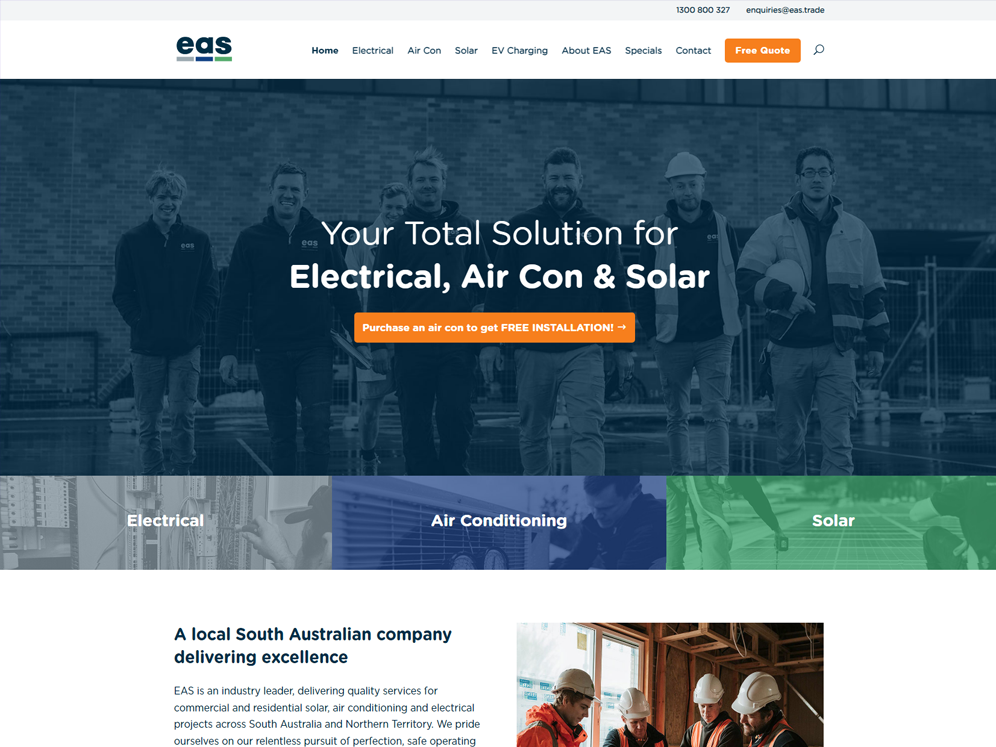 1300 800 327 enquiries@eas.trade
eas
Home Electrical Air Con Solar EV Charging About EAS Specials Contact Free Quote
eas
eas
eas
Your Total Solution for
Electrical, Air Con & Solar
Purchase an air con to get FREE INSTALLATION! →
Electrical Air Conditioning Solar
A local South Australian company
delivering excellence
EAS is an industry leader, delivering quality services for
commercial and residential solar, air conditioning and electrical
projects across South Australia and Northern Territory. We pride
ourselves on our relentless pursuit of perfection, safe operating